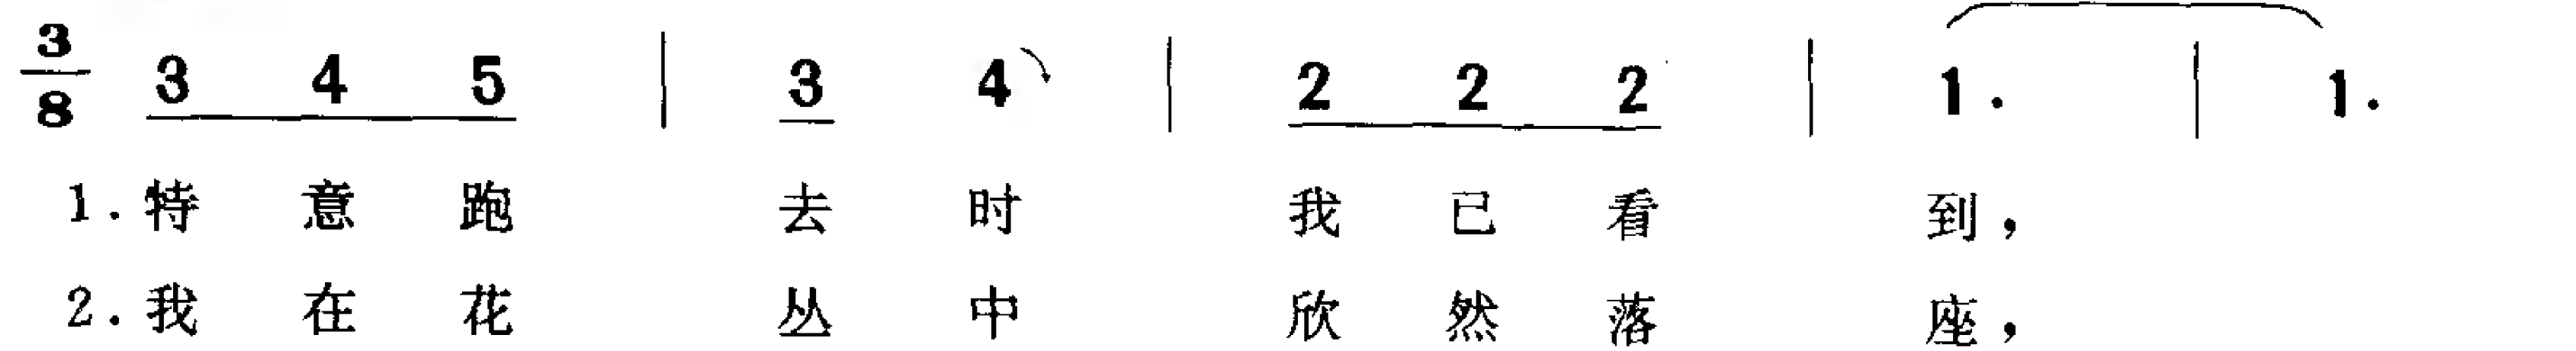 3/8 3 4 5 | 3 4 | 2 2 2 | 1. | 1.
1.特意跑去时我已看到，
2.我在花丛中欣然落座，